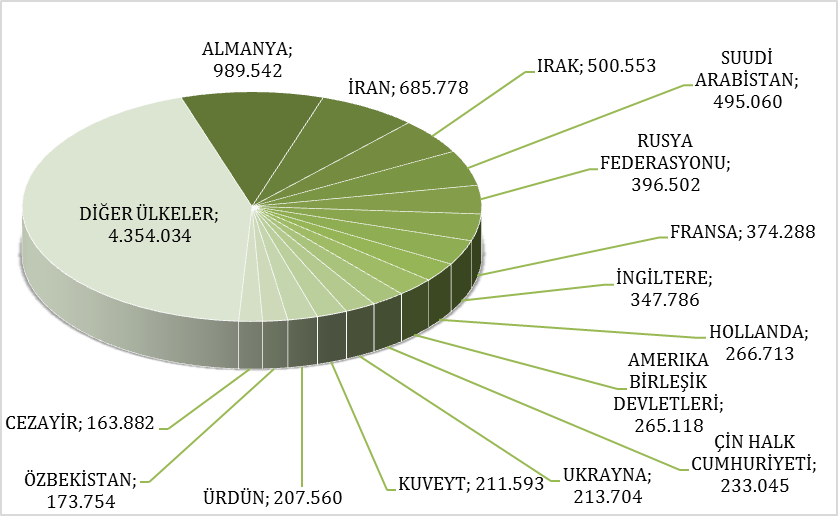 ALMANYA;
989.542
İRAN; 685.778
IRAK; 500.553
SUUDİ
ARABİSTAN;
495.060
RUSYA
FEDERASYONU;
396.502
FRANSA; 374.288
İNGİLTERE;
347.786
HOLLANDA;
266.713
AMERIKA
BİRLEŞİK
DEVLETLERİ;
265.118
ÇİN HALK
CUMHURİYETİ;
233.045
UKRAYNA;
213.704
KUVEYT; 211.593
ÜRDÜN; 207.560
ÖZBEKİSTAN;
173.754
CEZAYİR; 163.882
DİĞER ÜLKELER;
4.354.034